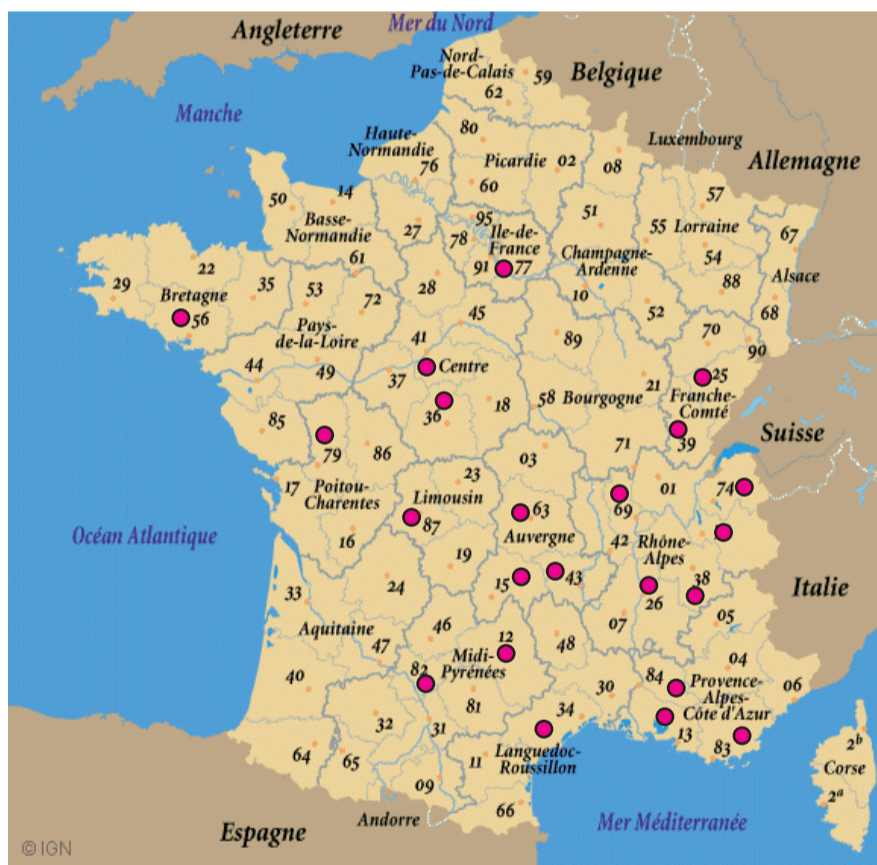 Mer du Nord
Angleterre
Nord-
Pas-de-Calais
59
62
Belgique
Manche
80
Haute-
Normandie
76
Picardie
02
08
Luxembourg
Allemagne
60
57
50
14
Basse-
Normandie
27
95
78
Ile-de-
France
51
55
Lorraine
67
61
91
77
Champagne-
Ardenne
54
Alsace
29
22
35
53
72
28
10
88
68
Bretagne
56
Pays-
de-la-Loire
45
52
70
41
89
90
44
49
37
Centre
25
36
18
58
Bourgogne
21
Franche-
Comté
85
79
86
03
71
39
Suisse
17
Poitou-
Charentes
23
Limousin
87
63
69
01
74
Océan Atlantique
16
Auvergne
42
Rhône-
Alpes
19
15
43
38
24
26
Italie
33
07
05
Aquitaine
46
12
48
47
Midi-
Pyrénées
04
40
82
84
Provence-
Alpes-
Côte d'Azur
06
81
30
34
32
31
13
83
2b
64
65
11
Languedoc-
Roussillon
Corse
09
2a
66
Andorre
Mer Méditerranée
Espagne
© IGN